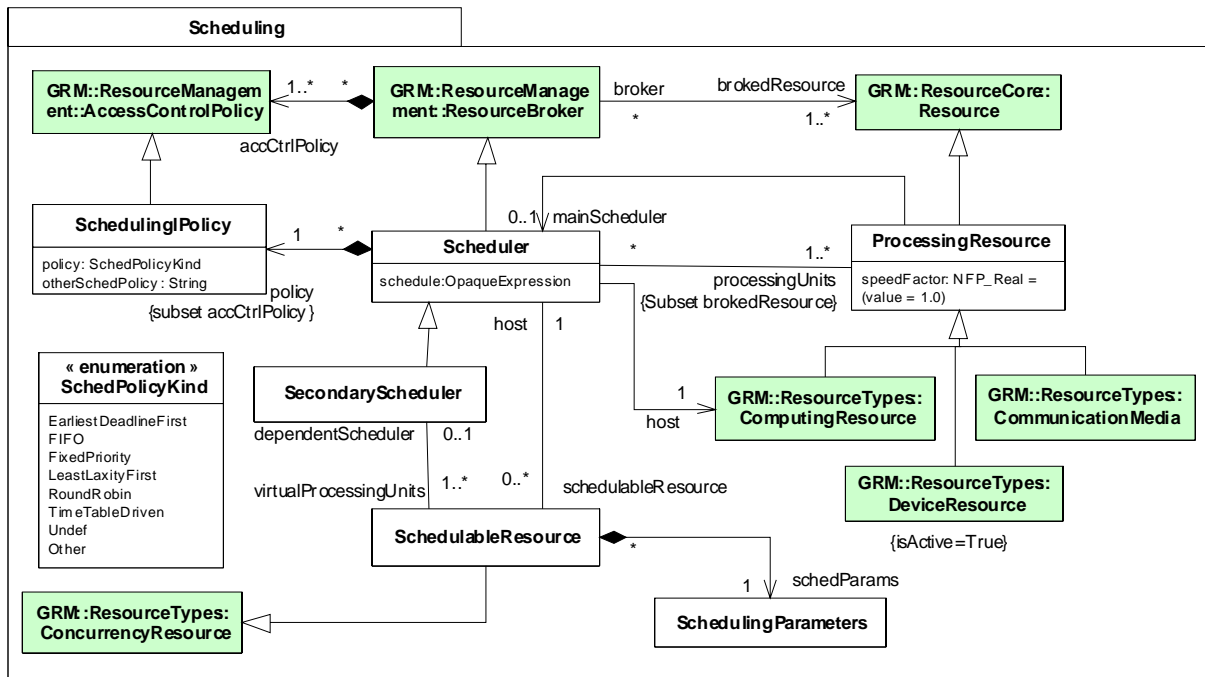 Scheduling
GRM::ResourceManagem
ent::AccessControlPolicy
1..*
*
accCtrlPolicy
GRM::ResourceManage
ment::ResourceBroker
broker
*
brokedResource
1..*
GRM::ResourceCore::
Resource
SchedulinglPolicy
policy: SchedPolicyKind
otherSchedPolicy : String
1
*
policy
{subset accCtrlPolicy }
0..1
mainScheduler
Scheduler
schedule:OpaqueExpression
*
1..*
processingUnits
{Subset brokedResource}
ProcessingResource
speedFactor: NFP_Real =
(value = 1.0)
host
1
« enumeration »
SchedPolicyKind
EarliestDeadlineFirst
FIFO
FixedPriority
LeastLaxityFirst
RoundRobin
TimeTableDriven
Undef
Other
SecondaryScheduler
dependentScheduler
0..1
1
host
GRM::ResourceTypes:
ComputingResource
GRM::ResourceTypes:
CommunicationMedia
virtualProcessingUnits
1..*
0..*
schedulableResource
GRM::ResourceTypes:
DeviceResource
{isActive=True}
SchedulableResource
*
1
schedParams
SchedulingParameters
GRM::ResourceTypes:
ConcurrencyResource